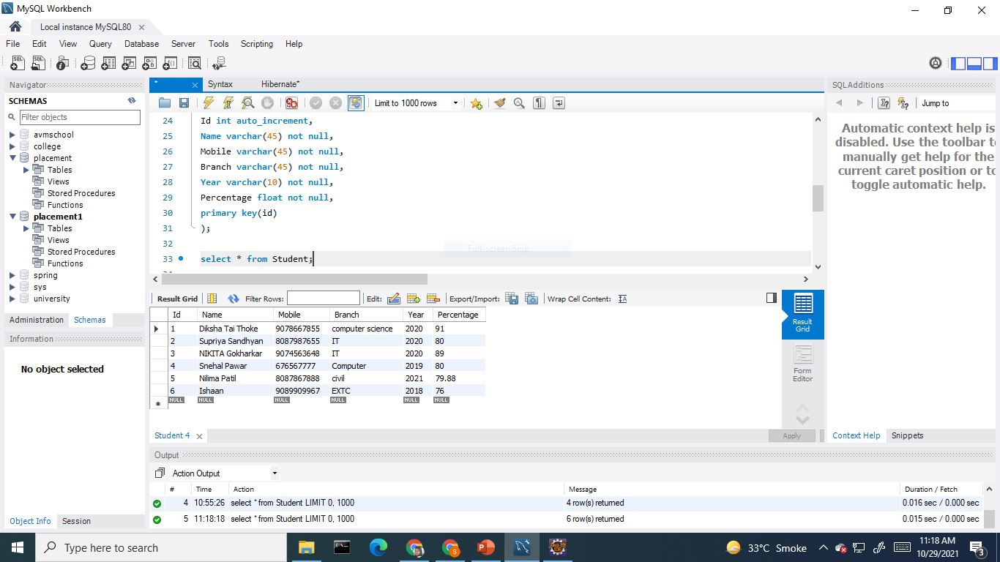 MySQL Workbench
Local instance MySQL80
File Edit View Query Database Server Tools Scripting Help
Navigator
SCHEMAS
Filter objects
avmschool
college
placement
Tables
Views
Stored Procedures
Functions
placement1
Tables
Views
Stored Procedures
Functions
spring
sys
university
Administration Schemas
Information
No object selected
Object Info Session
* Syntax Hibernate*
Limit to 1000 rows
24 Id int auto_increment,
25 Name varchar(45) not null,
26 Mobile varchar(45) not null,
27 Branch varchar(45) not null,
28 Year varchar(10) not null,
29 Percentage float not null,
30 primary key(id)
31 );
32
33 select * from Student;
Full-screen Snip
Result Grid Filter Rows: Edit: Export/Import: Wrap Cell Content:
Id Name Mobile Branch Year Percentage
1 Diksha Tai Thoke 9078667855 computer science 2020 91
2 Supriya Sandhyan 8087987655 IT 2020 80
3 NIKITA Gokharkar 9074563648 IT 2020 89
4 Snehal Pawar 676567777 Computer 2019 80
5 Nilima Patil 8087867888 civil 2021 79.88
6 Ishaan 9089909967 EXTC 2018 76
NULL NULL NULL NULL NULL NULL
Result Grid
Form Editor
Student 4
Apply
SQLAdditions
Jump to
Automatic context help is
disabled. Use the toolbar t
manually get help for the
current caret position or to
toggle automatic help.
Context Help Snippets
Output
Action Output
# Time Action Message Duration / Fetch
4 10:55:26 select * from Student LIMIT 0, 1000 4 row(s) returned 0.016 sec / 0.000 sec
5 11:18:18 select * from Student LIMIT 0, 1000 6 row(s) returned 0.015 sec / 0.000 sec
Type here to search
33°C Smoke
11:18 AM
10/29/2021
3